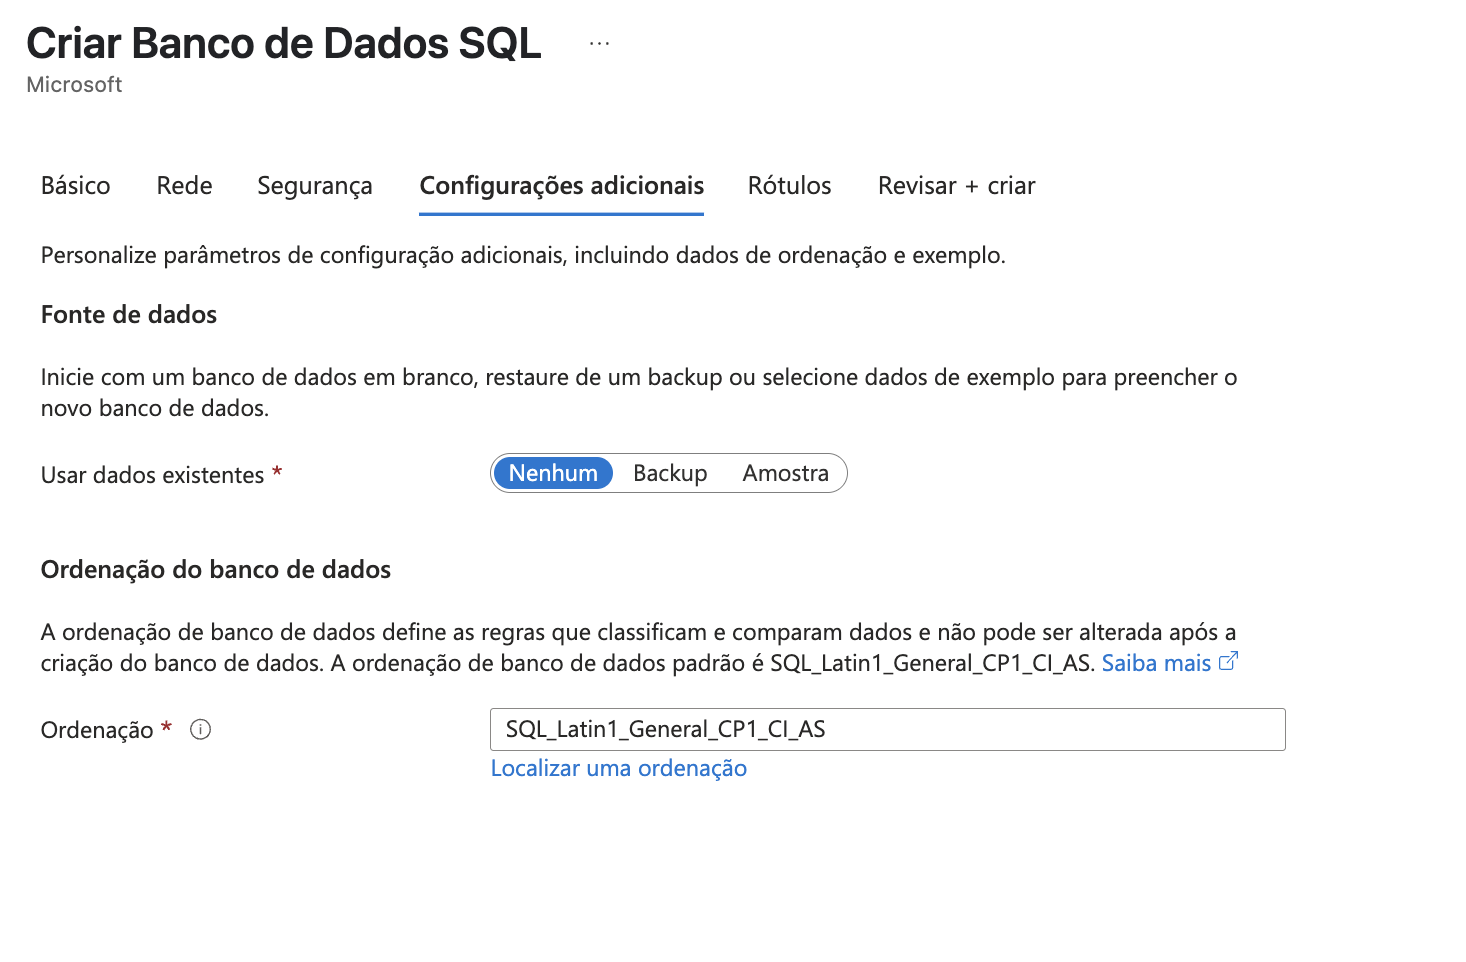 Criar Banco de Dados SQL ...
Microsoft
Básico Rede Segurança Configurações adicionais Rótulos Revisar + criar
Personalize parâmetros de configuração adicionais, incluindo dados de ordenação e exemplo.
Fonte de dados
Inicie com um banco de dados em branco, restaure de um backup ou selecione dados de exemplo para preencher o
novo banco de dados.
Usar dados existentes * Nenhum Backup Amostra
Ordenação do banco de dados
A ordenação de banco de dados define as regras que classificam e comparam dados e não pode ser alterada após a
criação do banco de dados. A ordenação de banco de dados padrão é SQL_Latin1_General_CP1_CI_AS. Saiba mais
Ordenação * SQL_Latin1_General_CP1_CI_AS
Localizar uma ordenação